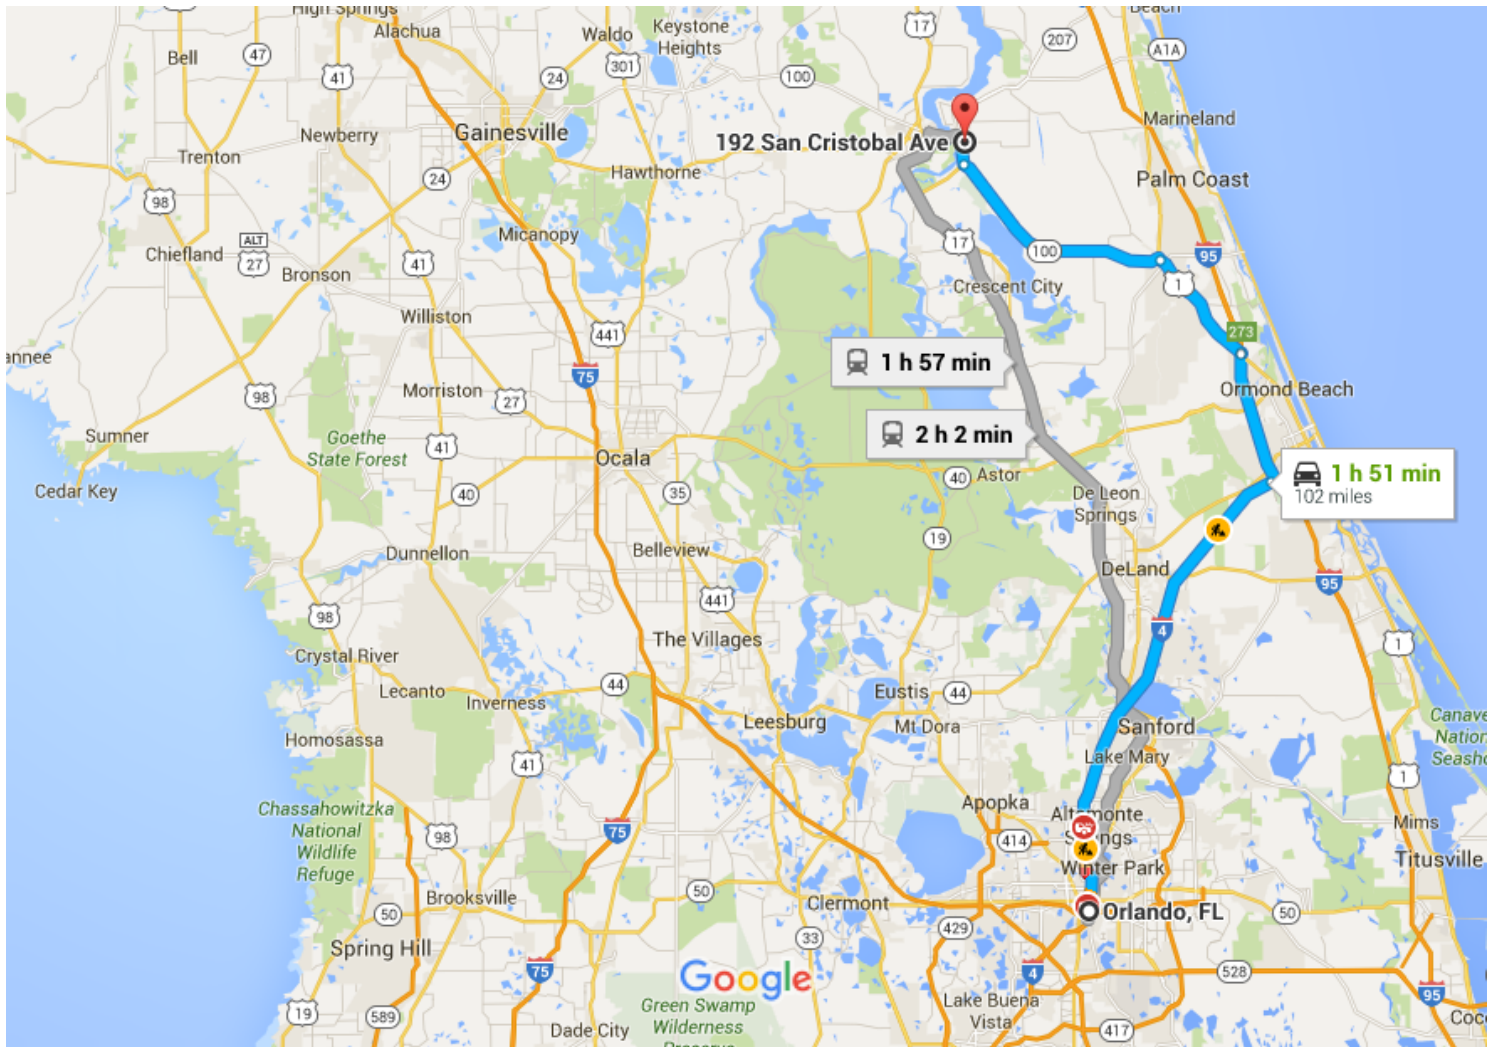 High Springs
Alachua
Waldo
Keystone
Heights
17
207
Beach
A1A
Bell
47
41
24
301
100
Marineland
Newberry
Gainesville
192 San Cristobal Ave
Trenton
24
Hawthorne
Palm Coast
98
Micanopy
17
100
95
Chiefland
ALT
27
Bronson
41
Crescent City
1
Williston
441
273
75
1 h 57 min
Ormond Beach
98
Morriston
27
2 h 2 min
Sumner
Goethe
State Forest
41
Ocala
40
Astor
1 h 51 min
102 miles
Cedar Key
40
35
De Leon
Springs
19
Dunnellon
Belleview
DeLand
95
98
441
4
The Villages
1
Crystal River
Lecanto
Inverness
44
Eustis
44
Leesburg
Mt Dora
Sanford
Homosassa
41
Lake Mary
1
Chassahowitzka
National
Wildlife
Refuge
98
75
Apopka
414
Altamonte
Springs
Mims
Winter Park
Titusville
Brooksville
50
50
Clermont
Orlando, FL
50
429
Spring Hill
33
75
Google
4
528
95
19
589
Green Swamp
Wilderness
Lake Buena
Vista
Dade City
417